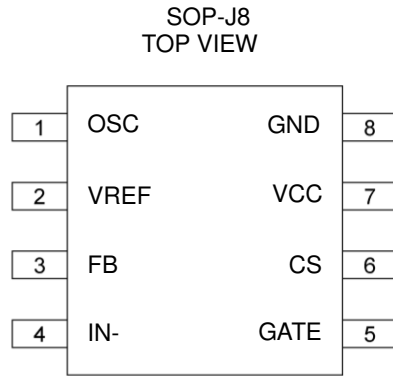 SOP-J8
TOP VIEW
1 OSC GND 8
2 VREF VCC 7
3 FB CS 6
4 IN- GATE 5